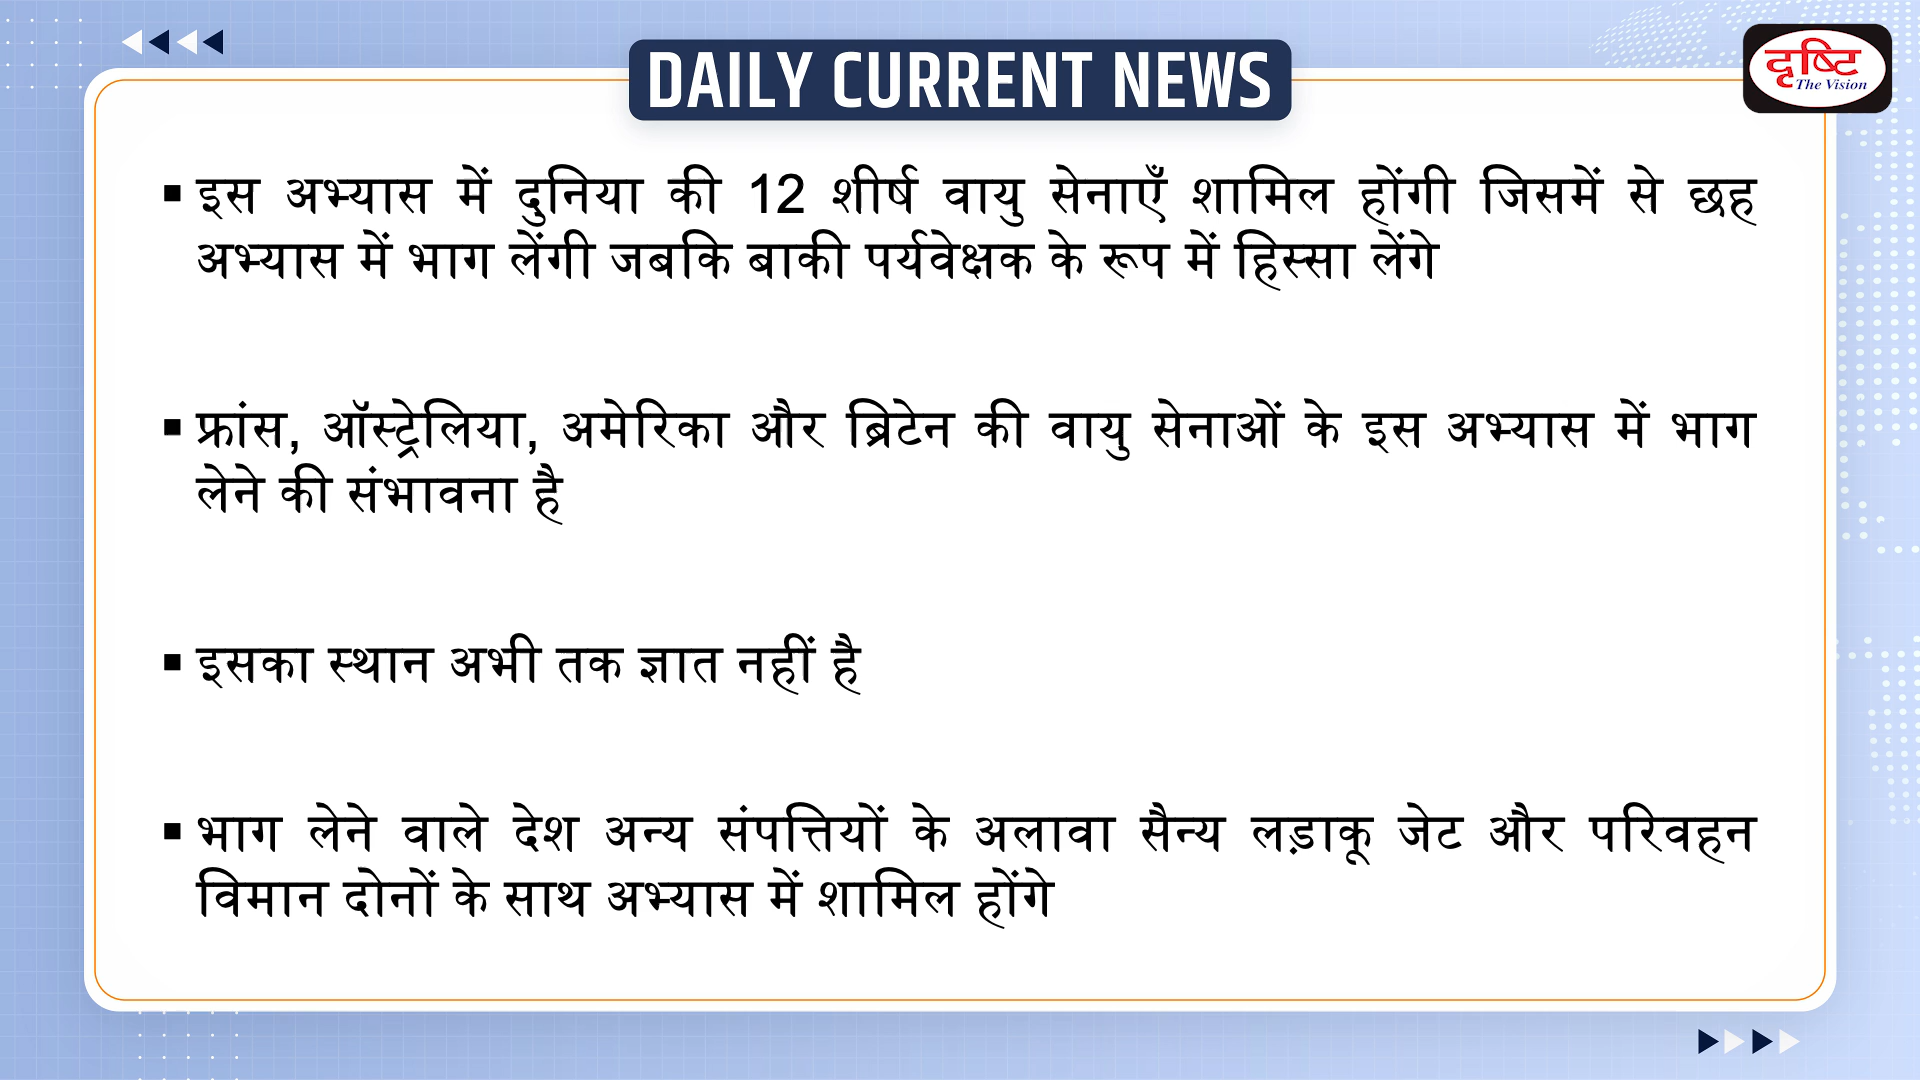 DAILY CURRENT NEWS
दृष्टि
The Vision
▪ इस अभ्यास में दुनिया की 12 शीर्ष वायु सेनाएँ शामिल होंगी जिसमें से छह
अभ्यास में भाग लेंगी जबकि बाकी पर्यवेक्षक के रूप में हिस्सा लेंगे
▪ फ्रांस, ऑस्ट्रेलिया, अमेरिका और ब्रिटेन की वायु सेनाओं के इस अभ्यास में भाग
लेने की संभावना है
▪ इसका स्थान अभी तक ज्ञात नहीं है
▪ भाग लेने वाले देश अन्य संपत्तियों के अलावा सैन्य लड़ाकू जेट और परिवहन
विमान दोनों के साथ अभ्यास में शामिल होंगे